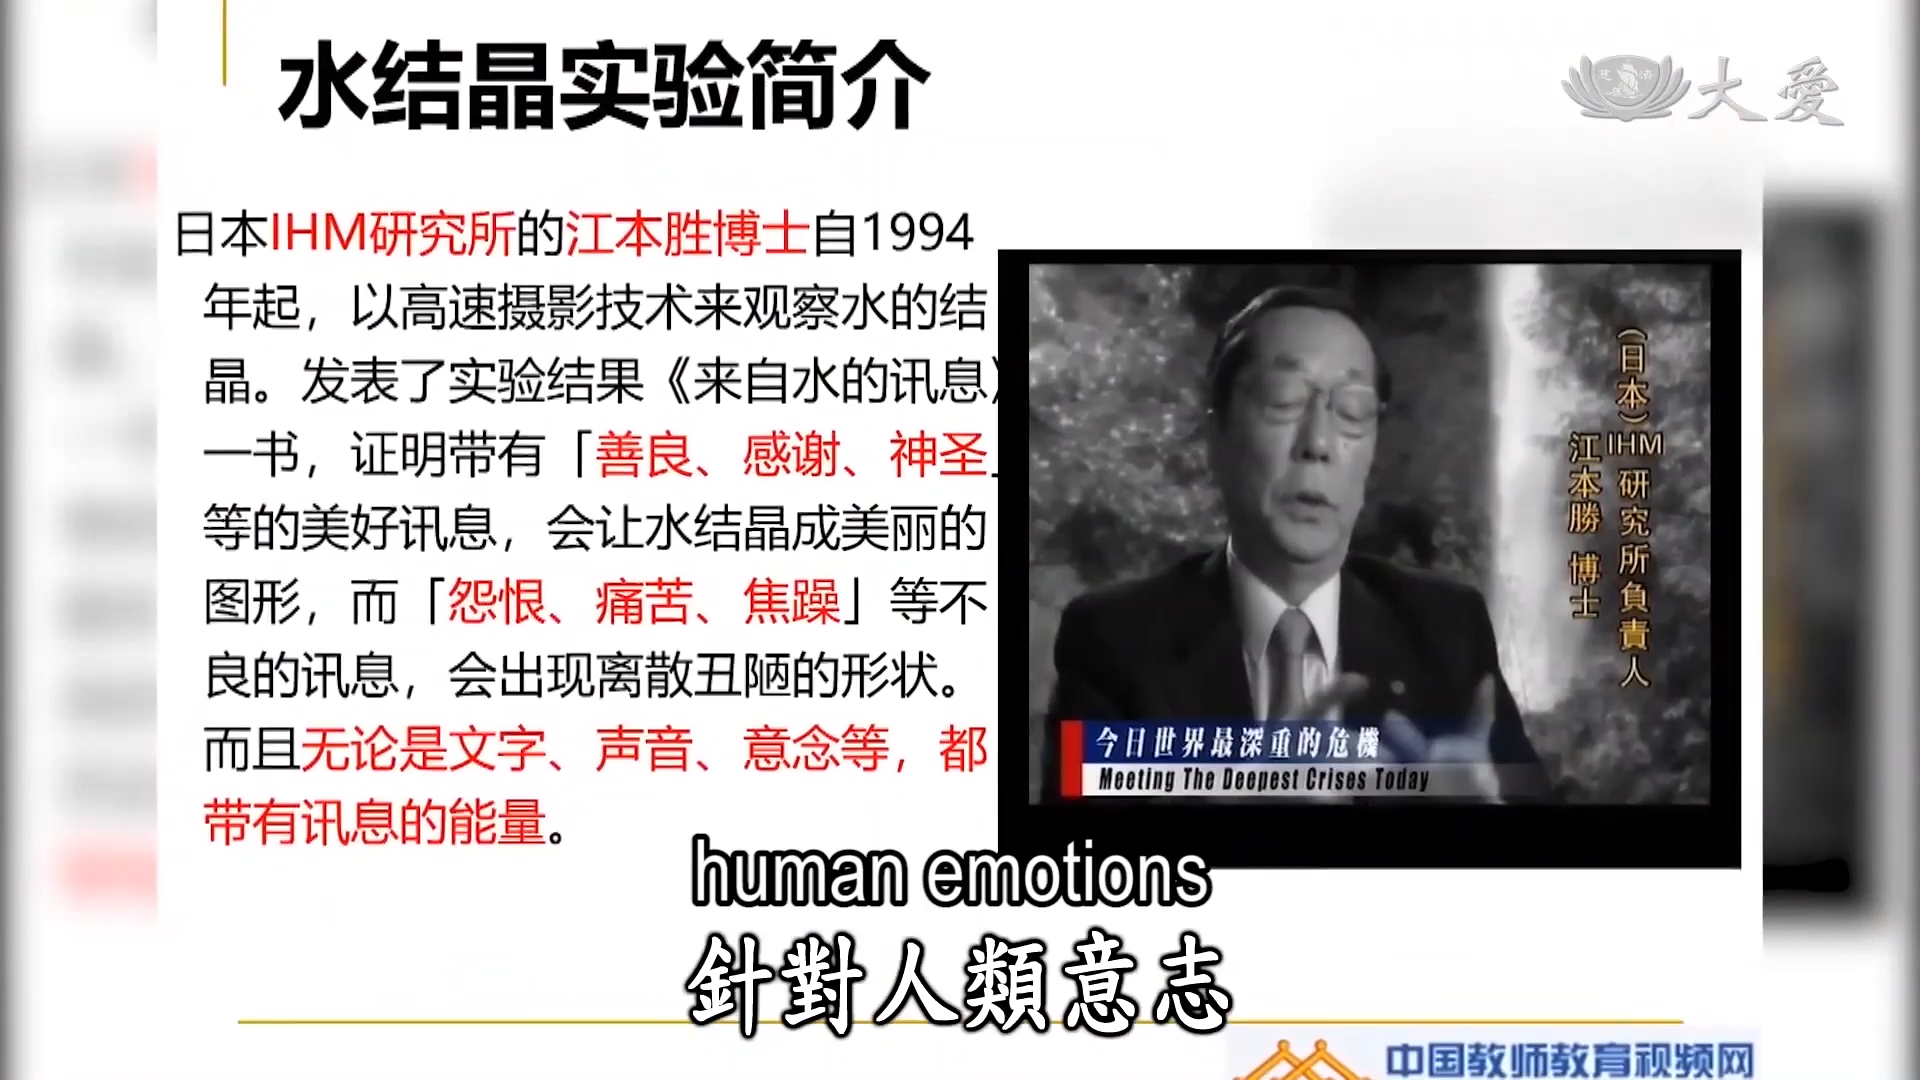 水结晶实验简介
大愛
日本IHM研究所的江本胜博士自1994
年起，以高速摄影技术来观察水的结
晶。发表了实验结果《来自水的讯息》
一书，证明带有「善良、感谢、神圣」
等的美好讯息，会让水结晶成美丽的
图形，而「怨恨、痛苦、焦躁」等不
良的讯息，会出现离散丑陋的形状。
而且无论是文字、声音、意念等，都
带有讯息的能量。
(日本)IHM研究所負責人
江本勝 博士
今日世界最深重的危機
Meeting The Deepest Crises Today
human emotions
針對人類意志
中国教师教育视频网